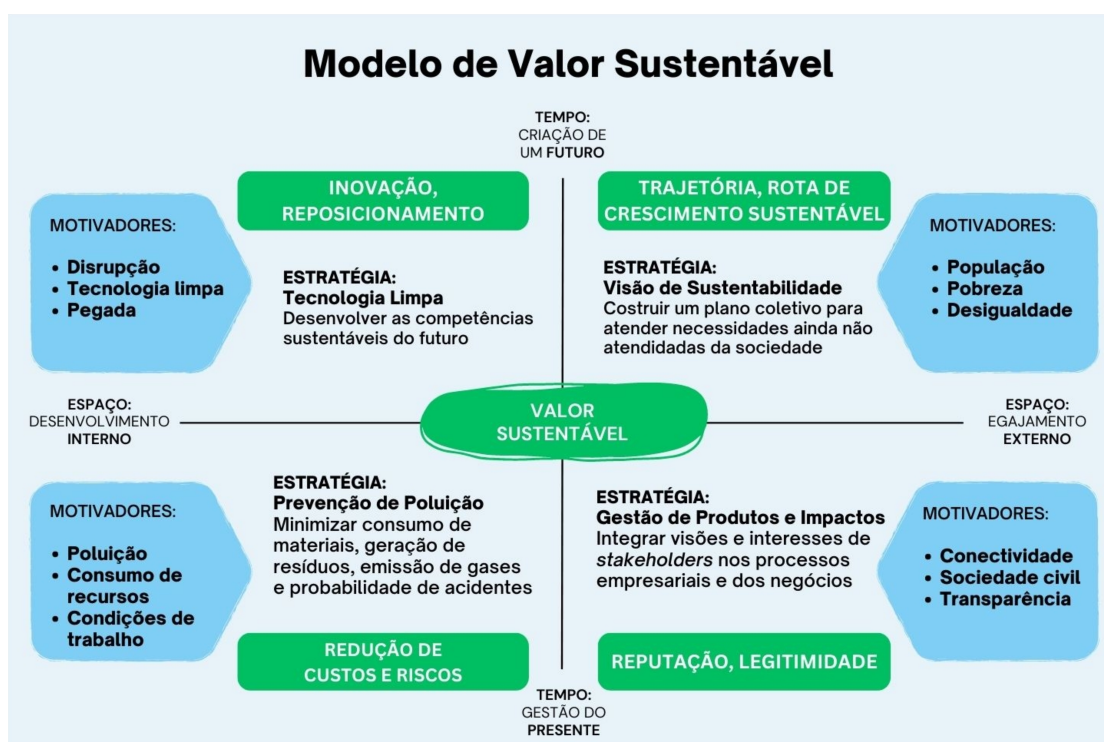 Modelo de Valor Sustentável
TEMPO:
CRIAÇÃO DE
UM FUTURO
INOVAÇÃO,
REPOSICIONAMENTO
TRAJETÓRIA, ROTA DE
CRESCIMENTO SUSTENTÁVEL
MOTIVADORES:
• Disrupção
• Tecnologia limpa
• Pegada
ESTRATÉGIA:
Tecnologia Limpa
Desenvolver as competências
sustentáveis do futuro
ESTRATÉGIA:
Visão de Sustentabilidade
Costruir um plano coletivo para
atender necessidades ainda não
atendidadas da sociedade
MOTIVADORES:
• População
• Pobreza
• Desigualdade
ESPAÇO:
DESENVOLVIMENTO
INTERNO
VALOR
SUSTENTÁVEL
ESPAÇO:
EGAJAMENTO
EXTERNO
MOTIVADORES:
• Poluição
• Consumo de
recursos
• Condições de
trabalho
ESTRATÉGIA:
Prevenção de Poluição
Minimizar consumo de
materiais, geração de
resíduos, emissão de gases
e probabilidade de acidentes
ESTRATÉGIA:
Gestão de Produtos e Impactos
Integrar visões e interesses de
stakeholders nos processos
empresariais e dos negócios
MOTIVADORES:
• Conectividade
• Sociedade civil
• Transparência
REDUÇÃO DE
CUSTOS E RISCOS
REPUTAÇÃO, LEGITIMIDADE
TEMPO:
GESTÃO DO
PRESENTE